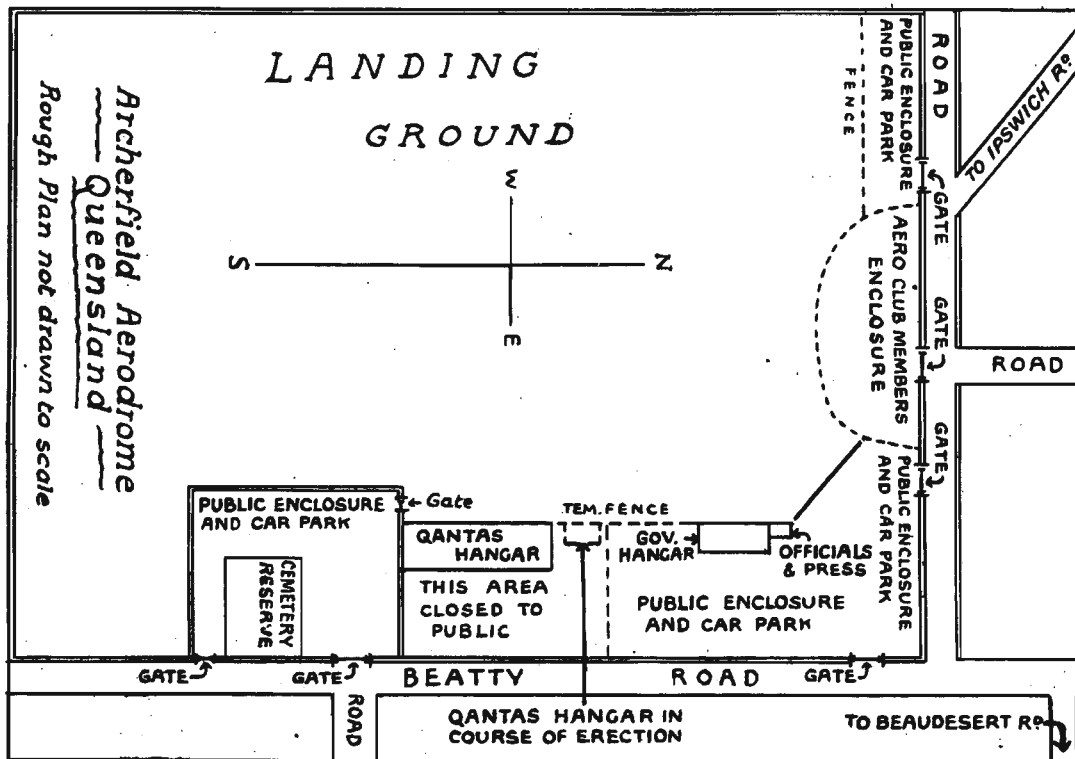 LANDING
GROUND
W
S
N
E
Archerfield Aerodrome
Queensland
Rough Plan not drawn to scale
PUBLIC ENCLOSURE
AND CAR PARK
FENCE
ROAD
TO IPSWICH RD.
GATE
AERO CLUB MEMBERS
ENCLOSURE
GATE
ROAD
GATE
PUBLIC ENCLOSURE
AND CAR PARK
PUBLIC ENCLOSURE
AND CAR PARK
Gate
CEMETERY
RESERVE
QANTAS
HANGAR
THIS AREA
CLOSED TO
PUBLIC
TEM. FENCE
GOV.
HANGAR
OFFICIALS
& PRESS
PUBLIC ENCLOSURE
AND CAR PARK
GATE
GATE
BEATTY ROAD
GATE
ROAD
QANTAS HANGAR IN
COURSE OF ERECTION
TO BEAUDESERT RD.